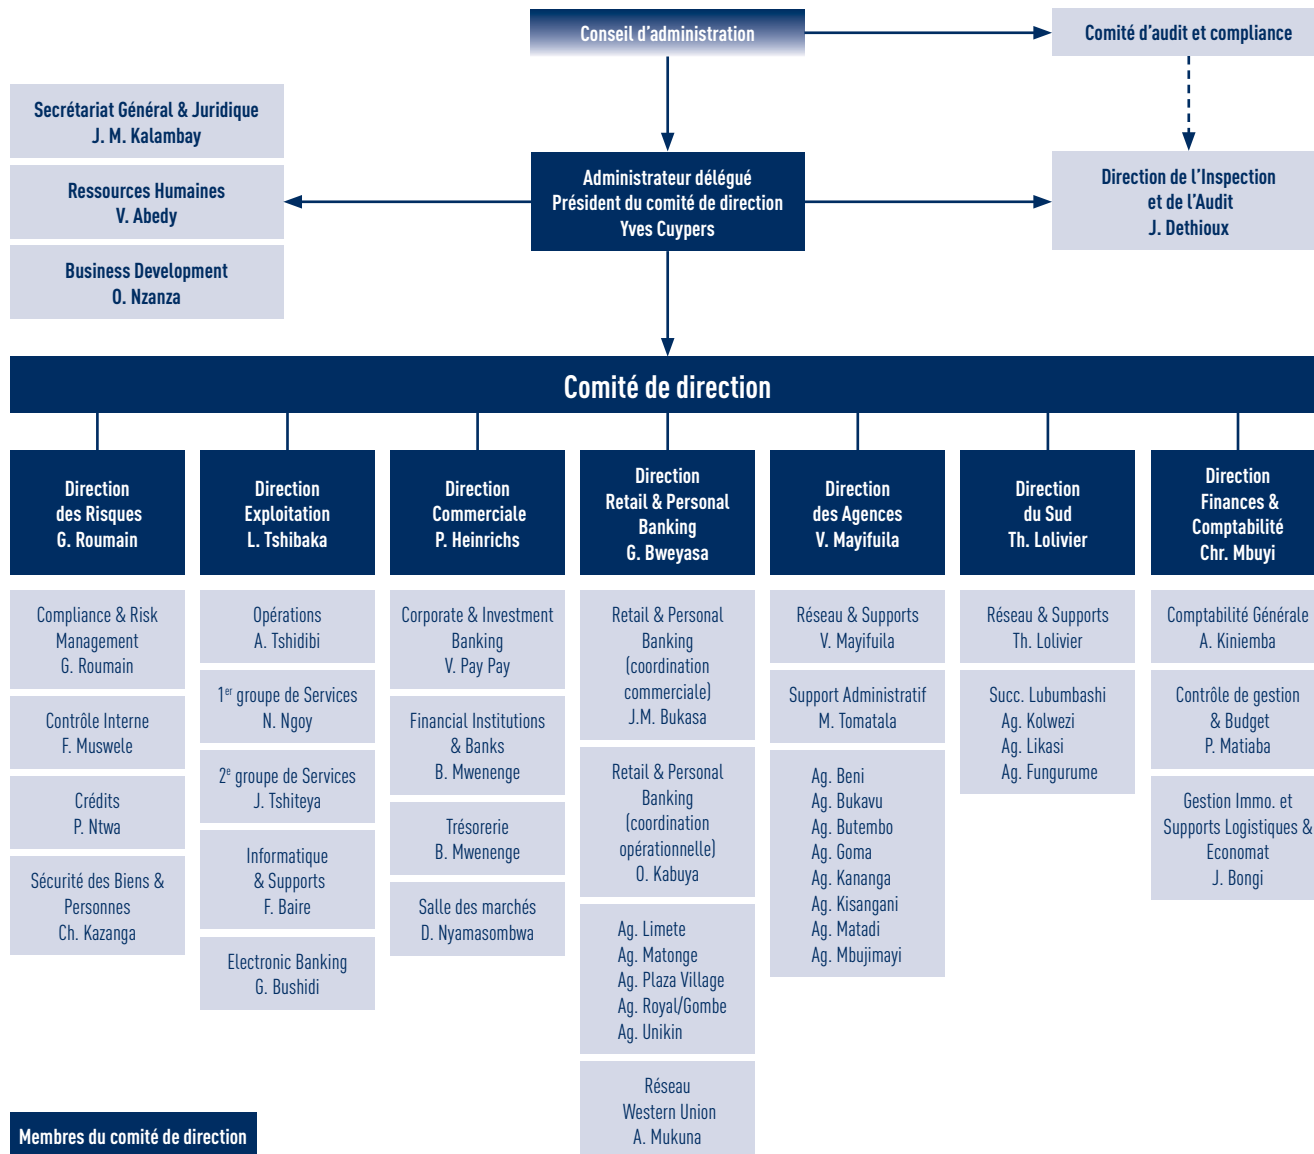 Conseil d'administration
Comité d'audit et compliance
Secrétariat Général & Juridique
J. M. Kalambay
Ressources Humaines
V. Abedy
Business Development
O. Nzanza
Administrateur délégué
Président du comité de direction
Yves Cuypers
Direction de l'Inspection
et de l'Audit
J. Dethioux
Comité de direction
Direction
des Risques
G. Roumain
Compliance & Risk
Management
G. Roumain
Contrôle Interne
F. Muswele
Crédits
P. Ntwa
Sécurité des Biens &
Personnes
Ch. Kazanga
Direction
Exploitation
L. Tshibaka
Opérations
A. Tshidibi
1er groupe de Services
N. Ngoy
2e groupe de Services
J. Tshiteya
Informatique
& Supports
F. Baire
Electronic Banking
G. Bushidi
Direction
Commerciale
P. Heinrichs
Corporate & Investment
Banking
V. Pay Pay
Financial Institutions
& Banks
B. Mwenenge
Trésorerie
B. Mwenenge
Salle des marchés
D. Nyamasombwa
Direction
Retail & Personal
Banking
G. Bweyasa
Retail & Personal
Banking
(coordination
commerciale)
J.M. Bukasa
Retail & Personal
Banking
(coordination
opérationnelle)
O. Kabuya
Ag. Limete
Ag. Matonge
Ag. Plaza Village
Ag. Royal/Gombe
Ag. Unikin
Réseau
Western Union
A. Mukuna
Direction
des Agences
V. Mayifuila
Réseau & Supports
V. Mayifuila
Support Administratif
M. Tomatala
Ag. Beni
Ag. Bukavu
Ag. Butembo
Ag. Goma
Ag. Kananga
Ag. Kisangani
Ag. Matadi
Ag. Mbujimayi
Direction
du Sud
Th. Lolivier
Réseau & Supports
Th. Lolivier
Succ. Lubumbashi
Ag. Kolwezi
Ag. Likasi
Ag. Fungurume
Direction
Finances &
Comptabilité
Chr. Mbuyi
Comptabilité Générale
A. Kiniemba
Contrôle de gestion
& Budget
P. Matiaba
Gestion Immo. et
Supports Logistiques &
Economat
J. Bongi
Membres du comité de direction